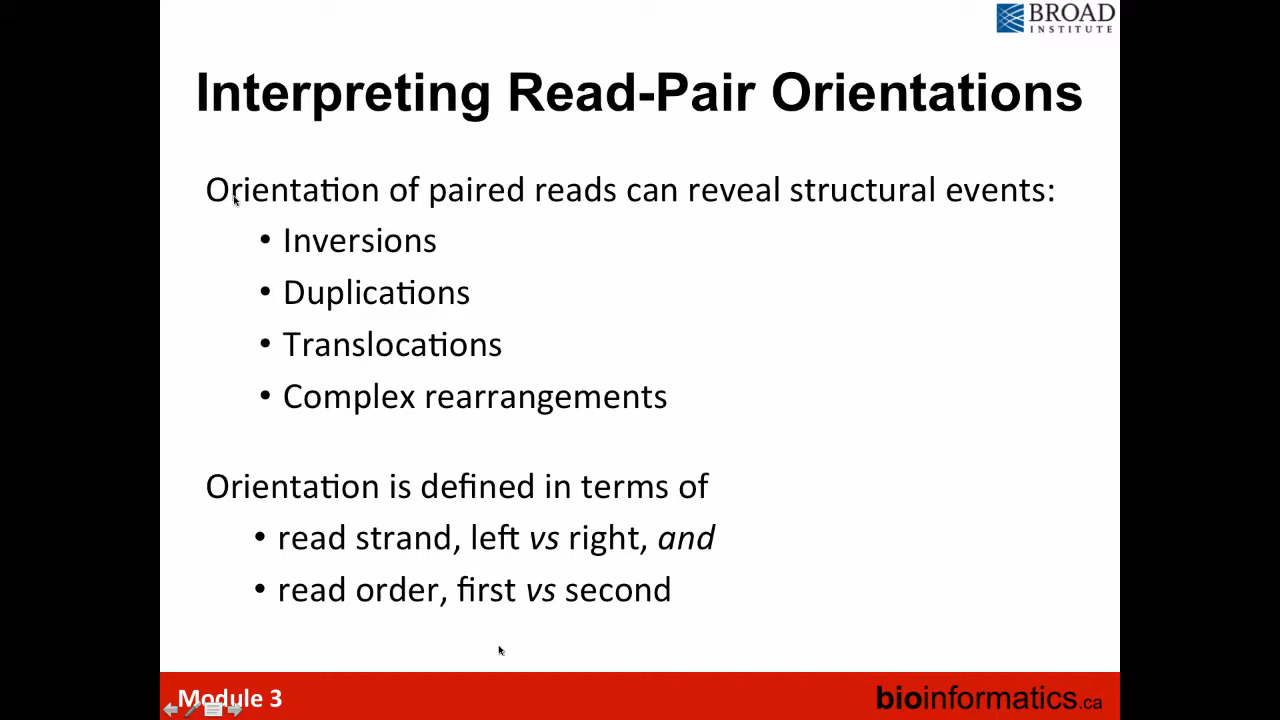 BROAD
INSTITUTE
Interpreting Read-Pair Orientations
Orientation of paired reads can reveal structural events:
• Inversions
• Duplications
• Translocations
• Complex rearrangements
Orientation is defined in terms of
• read strand, left vs right, and
• read order, first vs second
Module 3
bioinformatics.ca